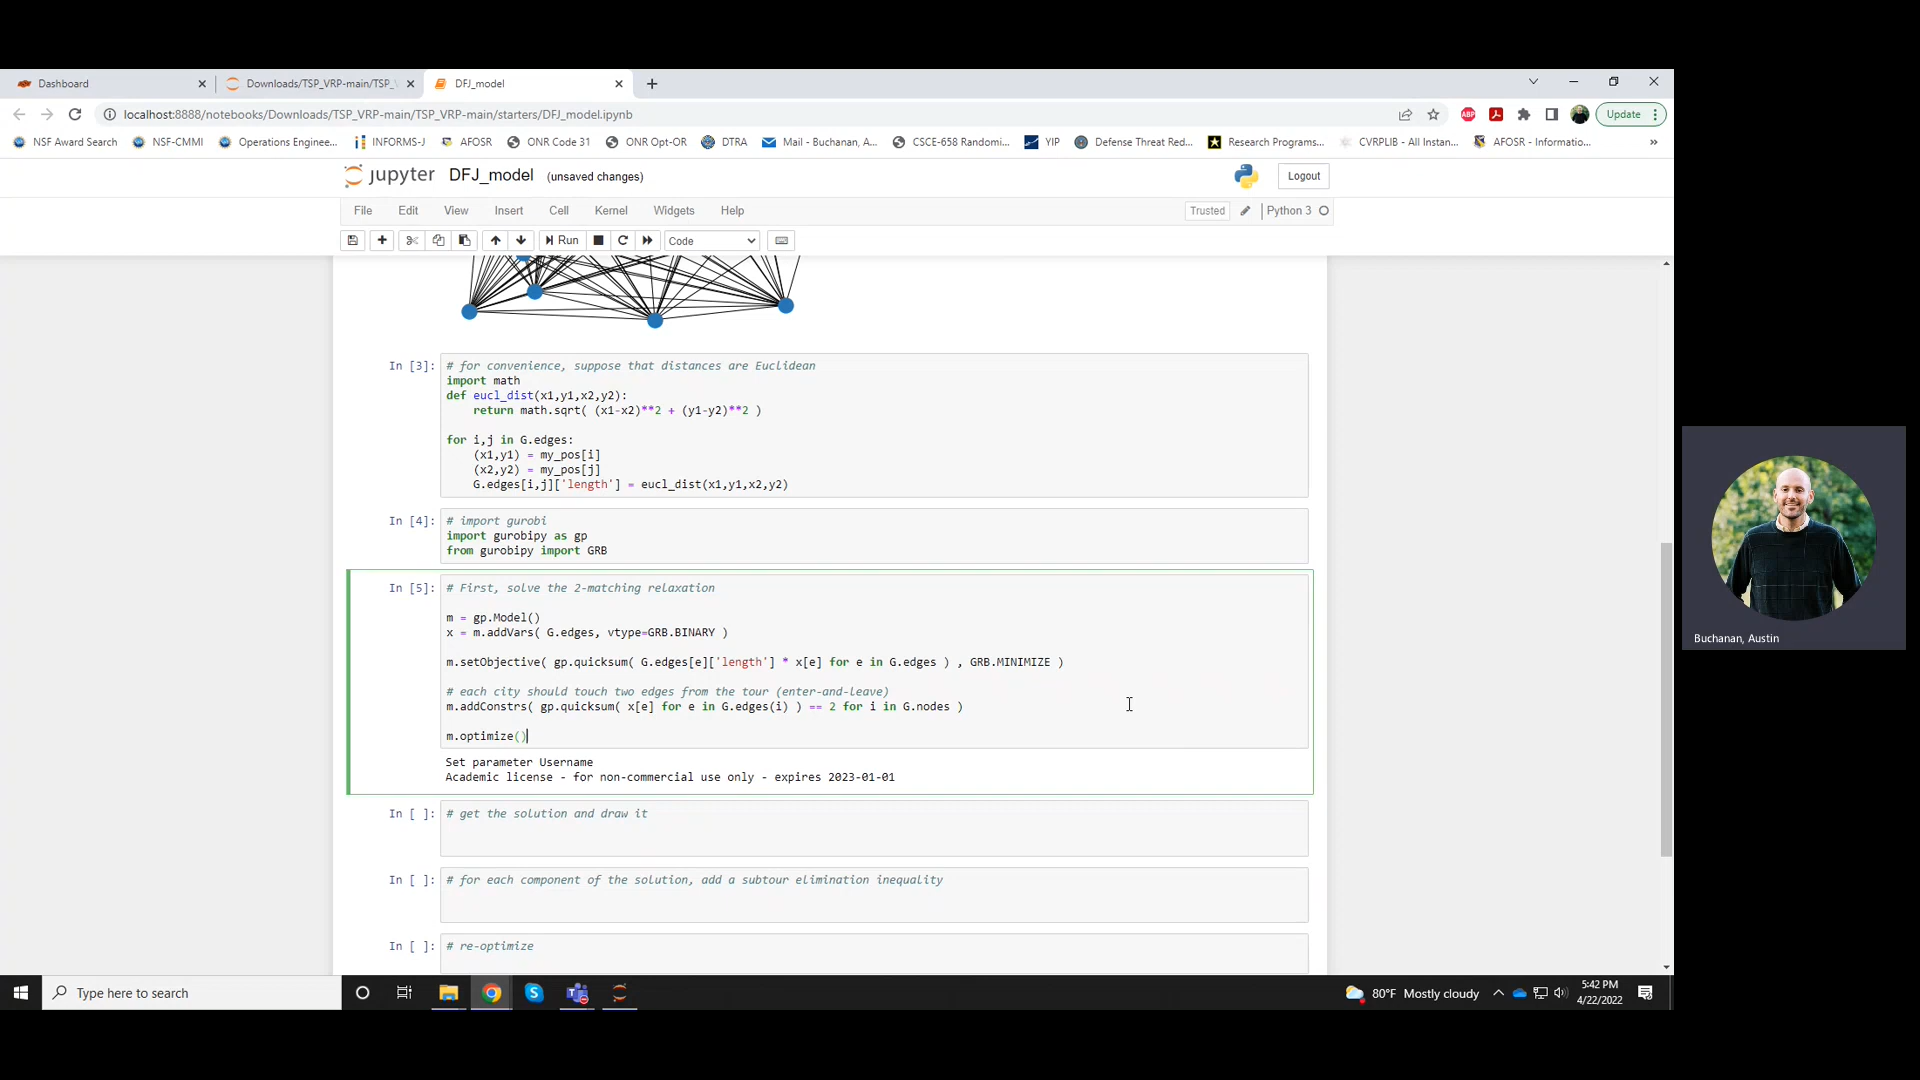 Dashboard
Downloads/TSP_VRP-main/TSP_V
DFJ_model
localhost:8888/notebooks/Downloads/TSP_VRP-main/TSP_VRP-main/starters/DFJ_model.ipynb
ABP
Update
NSF Award Search
NSF-CMMI
Operations Enginee...
INFORMS-J
AFOSR
ONR Code 31
ONR Opt-OR
DTRA
Mail - Buchanan, A...
CSCE-658 Randomi...
YIP
Defense Threat Red...
Research Programs...
CVRPLIB - All Instan...
AFOSR - Informatio...
jupyter DFJ_model (unsaved changes)
Logout
File Edit View Insert Cell Kernel Widgets Help
Trusted
Python 3
Run
Code
In [3]:
# for convenience, suppose that distances are Euclidean
import math
def eucl_dist(x1,y1,x2,y2):
    return math.sqrt( (x1-x2)**2 + (y1-y2)**2 )
for i,j in G.edges:
    (x1,y1) = my_pos[i]
    (x2,y2) = my_pos[j]
    G.edges[i,j]['length'] = eucl_dist(x1,y1,x2,y2)
In [4]:
# import gurobi
import gurobipy as gp
from gurobipy import GRB
In [5]:
# First, solve the 2-matching relaxation
m = gp.Model()
x = m.addVars( G.edges, vtype=GRB.BINARY )
m.setObjective( gp.quicksum( G.edges[e]['length'] * x[e] for e in G.edges ) , GRB.MINIMIZE )
# each city should touch two edges from the tour (enter-and-leave)
m.addConstrs( gp.quicksum( x[e] for e in G.edges(i) ) == 2 for i in G.nodes )
m.optimize()
Set parameter Username
Academic license - for non-commercial use only - expires 2023-01-01
In [ ]:
# get the solution and draw it
In [ ]:
# for each component of the solution, add a subtour elimination inequality
In [ ]:
# re-optimize
Buchanan, Austin
Type here to search
80°F Mostly cloudy
5:42 PM
4/22/2022